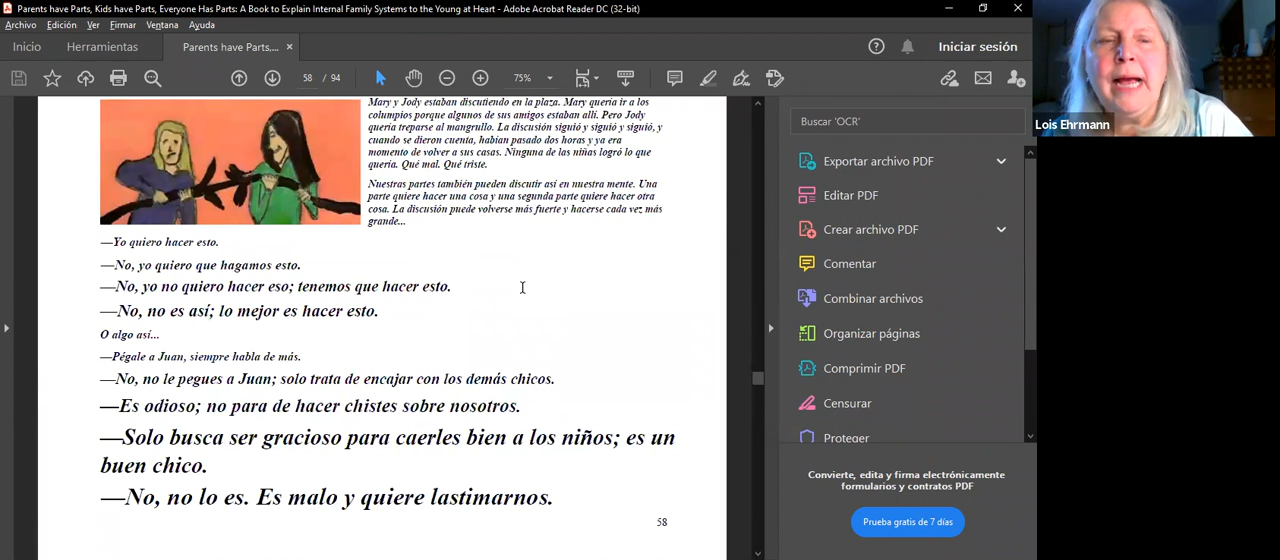 Parents have Parts, Kids have Parts, Everyone Has Parts: A Book to Explain Internal Family Systems to the Young at Heart - Adobe Acrobat Reader DC (32-bit)
Archivo Edición Ver Firmar Ventana Ayuda
Inicio Herramientas Parents have Parts,... × Iniciar sesión
58 / 94 75%
Mary y Jody estaban discutiendo en la plaza. Mary quería ir a los
columpios porque algunos de sus amigos estaban allí. Pero Jody
quería treparse al mangrullo. La discusión siguió y siguió y siguió, y
cuando se dieron cuenta, habían pasado dos horas y ya era
momento de volver a sus casas. Ninguna de las niñas logró lo que
quería. Qué mal. Qué triste.
Nuestras partes también pueden discutir así en nuestra mente. Una
parte quiere hacer una cosa y una segunda parte quiere hacer otra
cosa. La discusión puede volverse más fuerte y hacerse cada vez más
grande...
—Yo quiero hacer esto.
—No, yo quiero que hagamos esto.
—No, yo no quiero hacer eso; tenemos que hacer esto.
—No, no es así; lo mejor es hacer esto.
O algo así...
—Pégale a Juan, siempre habla de más.
—No, no le pegues a Juan; solo trata de encajar con los demás chicos.
—Es odioso; no para de hacer chistes sobre nosotros.
—Solo busca ser gracioso para caerles bien a los niños; es un
buen chico.
—No, no lo es. Es malo y quiere lastimarnos.
58
Buscar 'OCR'
Exportar archivo PDF
Editar PDF
Crear archivo PDF
Comentar
Combinar archivos
Organizar páginas
Comprimir PDF
Censurar
Proteger
Convierte, edita y firma electrónicamente
formularios y contratos PDF
Prueba gratis de 7 días
Lois Ehrmann